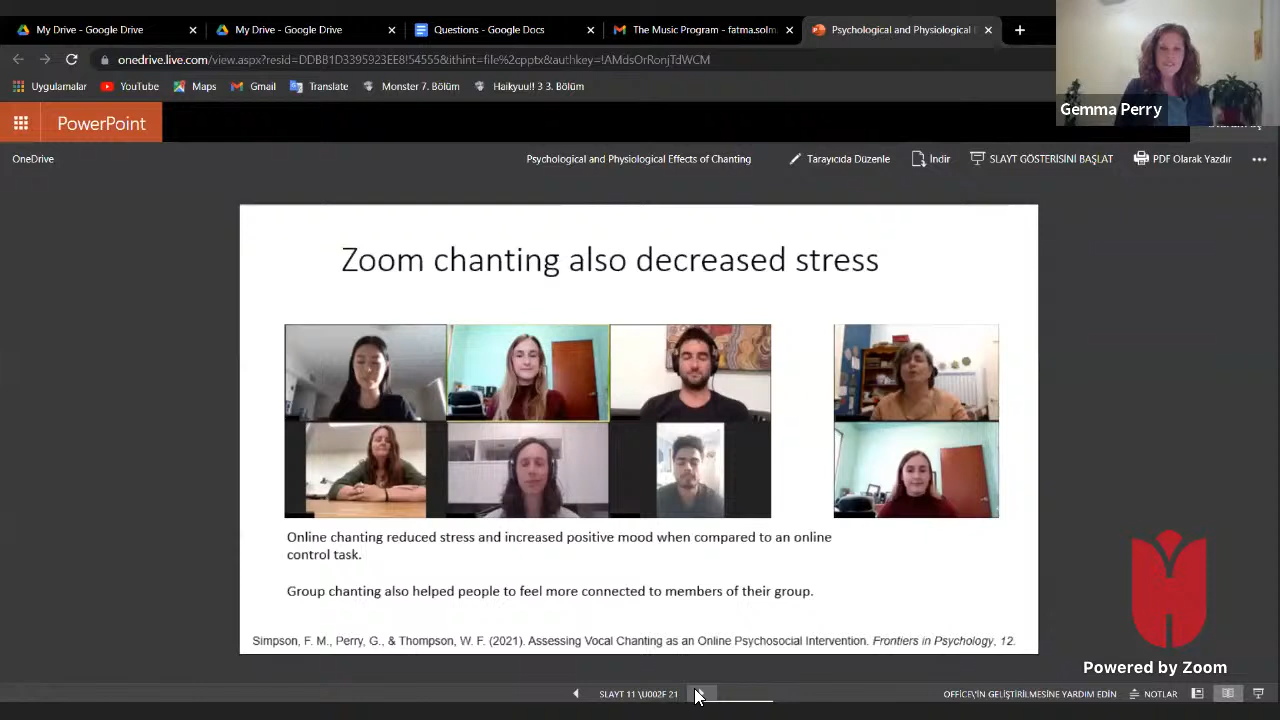 My Drive - Google Drive
My Drive - Google Drive
Questions - Google Docs
The Music Program - fatma.solm
Psychological and Physiological E
onedrive.live.com/view.aspx?resid=DDBB1D3395923EE8!54555&ithint=file%2cpptx&authkey=!AMdsOrRonjTdWCM
Uygulamalar
YouTube
Maps
Gmail
Translate
Monster 7. Bölüm
Haikyuu!! 3 3. Bölüm
Gemma Perry
PowerPoint
OneDrive
Psychological and Physiological Effects of Chanting
Tarayıcıda Düzenle
İndir
SLAYT GÖSTERİSİNİ BAŞLAT
PDF Olarak Yazdır
Zoom chanting also decreased stress
Online chanting reduced stress and increased positive mood when compared to an online
control task.
Group chanting also helped people to feel more connected to members of their group.
Simpson, F. M., Perry, G., & Thompson, W. F. (2021). Assessing Vocal Chanting as an Online Psychosocial Intervention. Frontiers in Psychology, 12.
Powered by Zoom
SLAYT 11 \U002F 21
OFFICE\'IN GELİŞTİRİLMESİNE YARDIM EDİN
NOTLAR